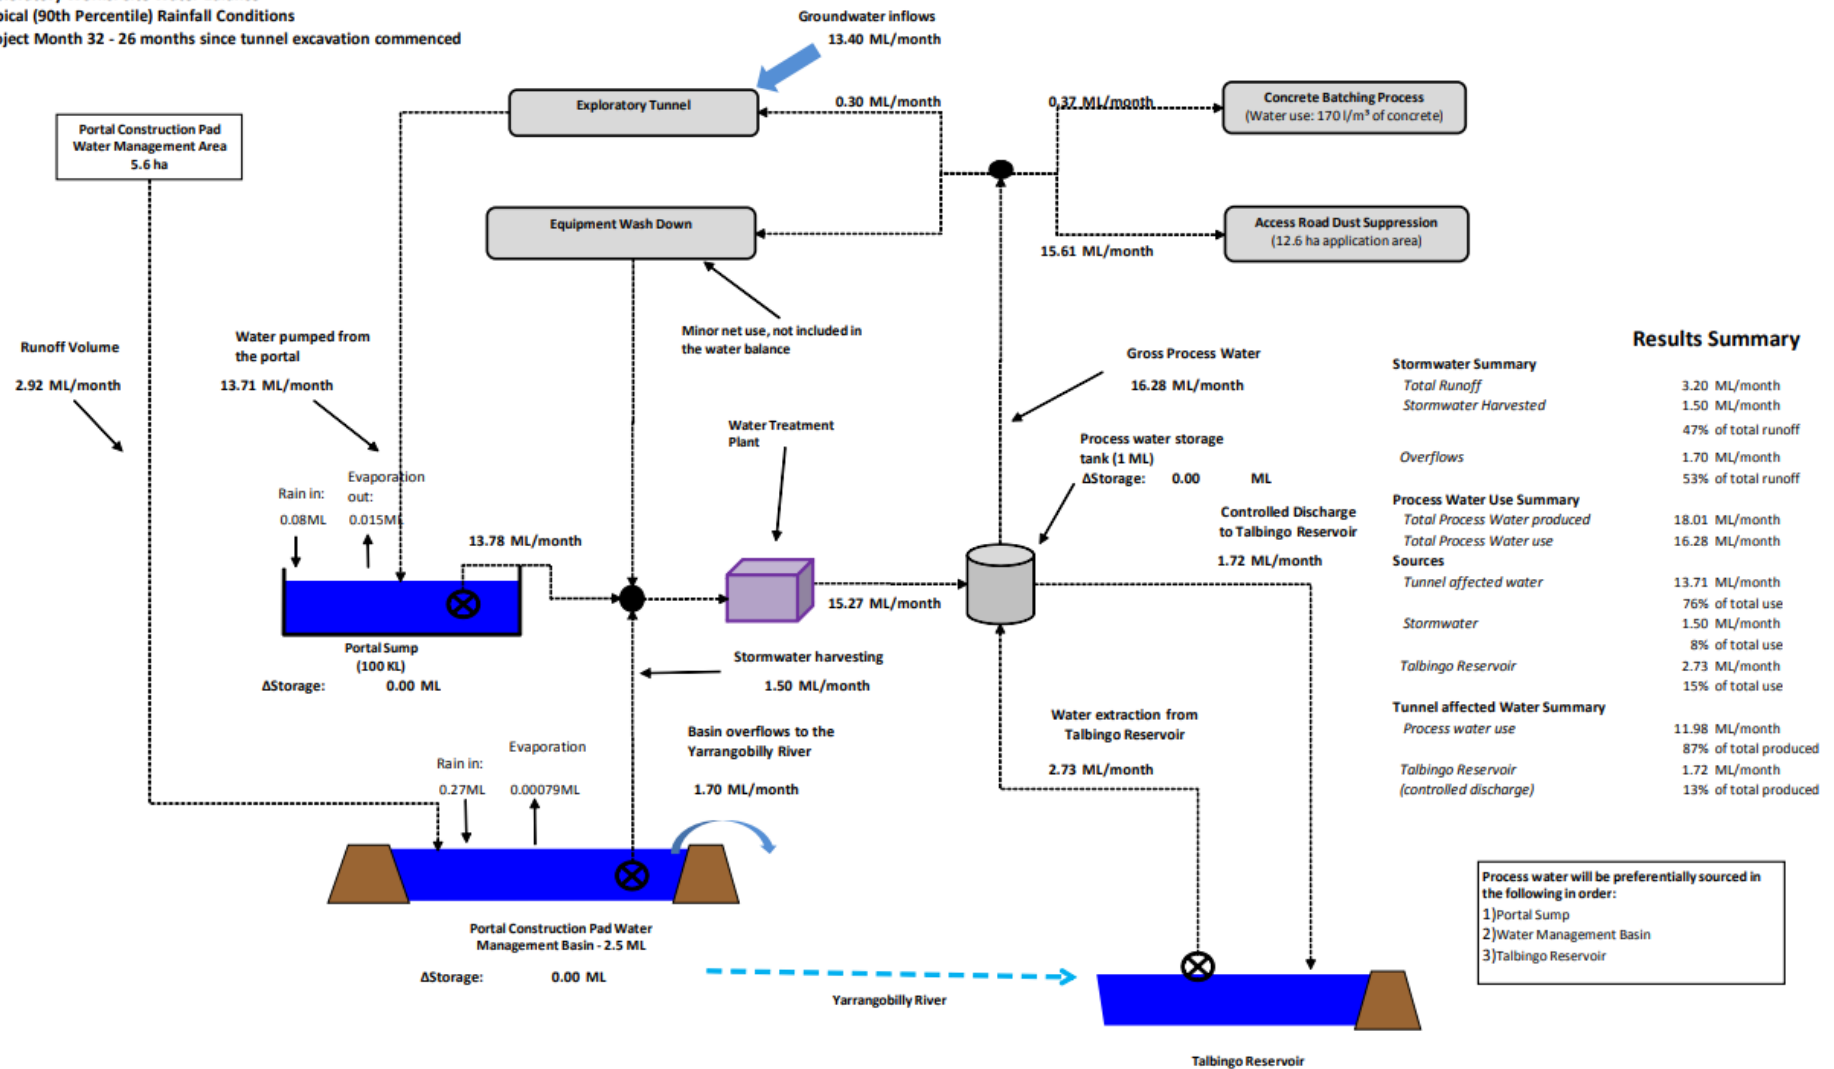 pical (90th Percentile) Rainfall Conditions
oject Month 32 - 26 months since tunnel excavation commenced
Groundwater inflows
13.40 ML/month
Exploratory Tunnel
0.30 ML/month
0.37 ML/month
Concrete Batching Process
(Water use: 170 l/m³ of concrete)
Portal Construction Pad
Water Management Area
5.6 ha
Equipment Wash Down
Access Road Dust Suppression
(12.6 ha application area)
15.61 ML/month
Minor net use, not included in
the water balance
Runoff Volume
2.92 ML/month
Water pumped from
the portal
13.71 ML/month
Gross Process Water
16.28 ML/month
Water Treatment
Plant
Process water storage
tank (1 ML)
ΔStorage: 0.00 ML
Rain in:
0.08ML
Evaporation
out:
0.015ML
13.78 ML/month
Controlled Discharge
to Talbingo Reservoir
1.72 ML/month
15.27 ML/month
Portal Sump
(100 KL)
ΔStorage: 0.00 ML
Stormwater harvesting
1.50 ML/month
Basin overflows to the
Yarrangobilly River
1.70 ML/month
Water extraction from
Talbingo Reservoir
2.73 ML/month
Rain in:
0.27ML
Evaporation
0.00079ML
Portal Construction Pad Water
Management Basin - 2.5 ML
ΔStorage: 0.00 ML
Yarrangobilly River
Talbingo Reservoir
Results Summary
Stormwater Summary
Total Runoff 3.20 ML/month
Stormwater Harvested 1.50 ML/month
47% of total runoff
Overflows 1.70 ML/month
53% of total runoff
Process Water Use Summary
Total Process Water produced 18.01 ML/month
Total Process Water use 16.28 ML/month
Sources
Tunnel affected water 13.71 ML/month
76% of total use
Stormwater 1.50 ML/month
8% of total use
Talbingo Reservoir 2.73 ML/month
15% of total use
Tunnel affected Water Summary
Process water use 11.98 ML/month
87% of total produced
Talbingo Reservoir 1.72 ML/month
(controlled discharge) 13% of total produced
Process water will be preferentially sourced in
the following in order:
1)Portal Sump
2)Water Management Basin
3)Talbingo Reservoir